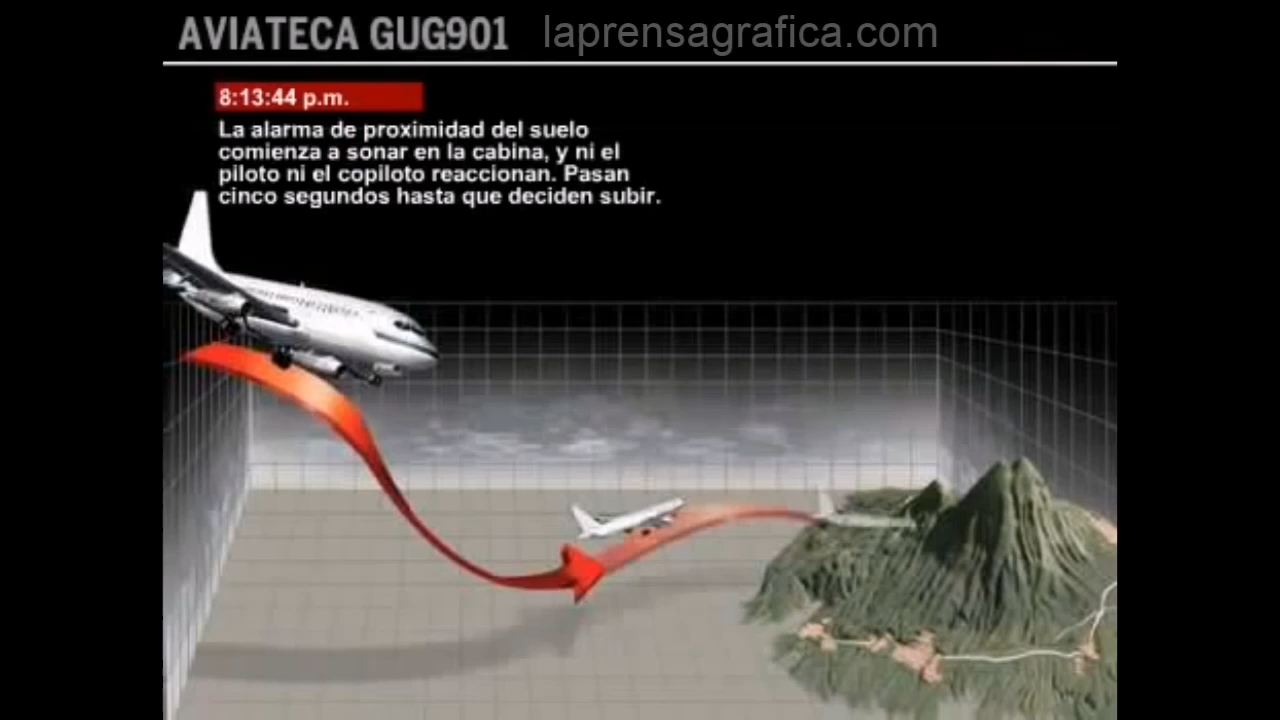 AVIATECA GUG901 laprensagrafica.com
8:13:44 p.m.
La alarma de proximidad del suelo
comienza a sonar en la cabina, y ni el
piloto ni el copiloto reaccionan. Pasan
cinco segundos hasta que deciden subir.